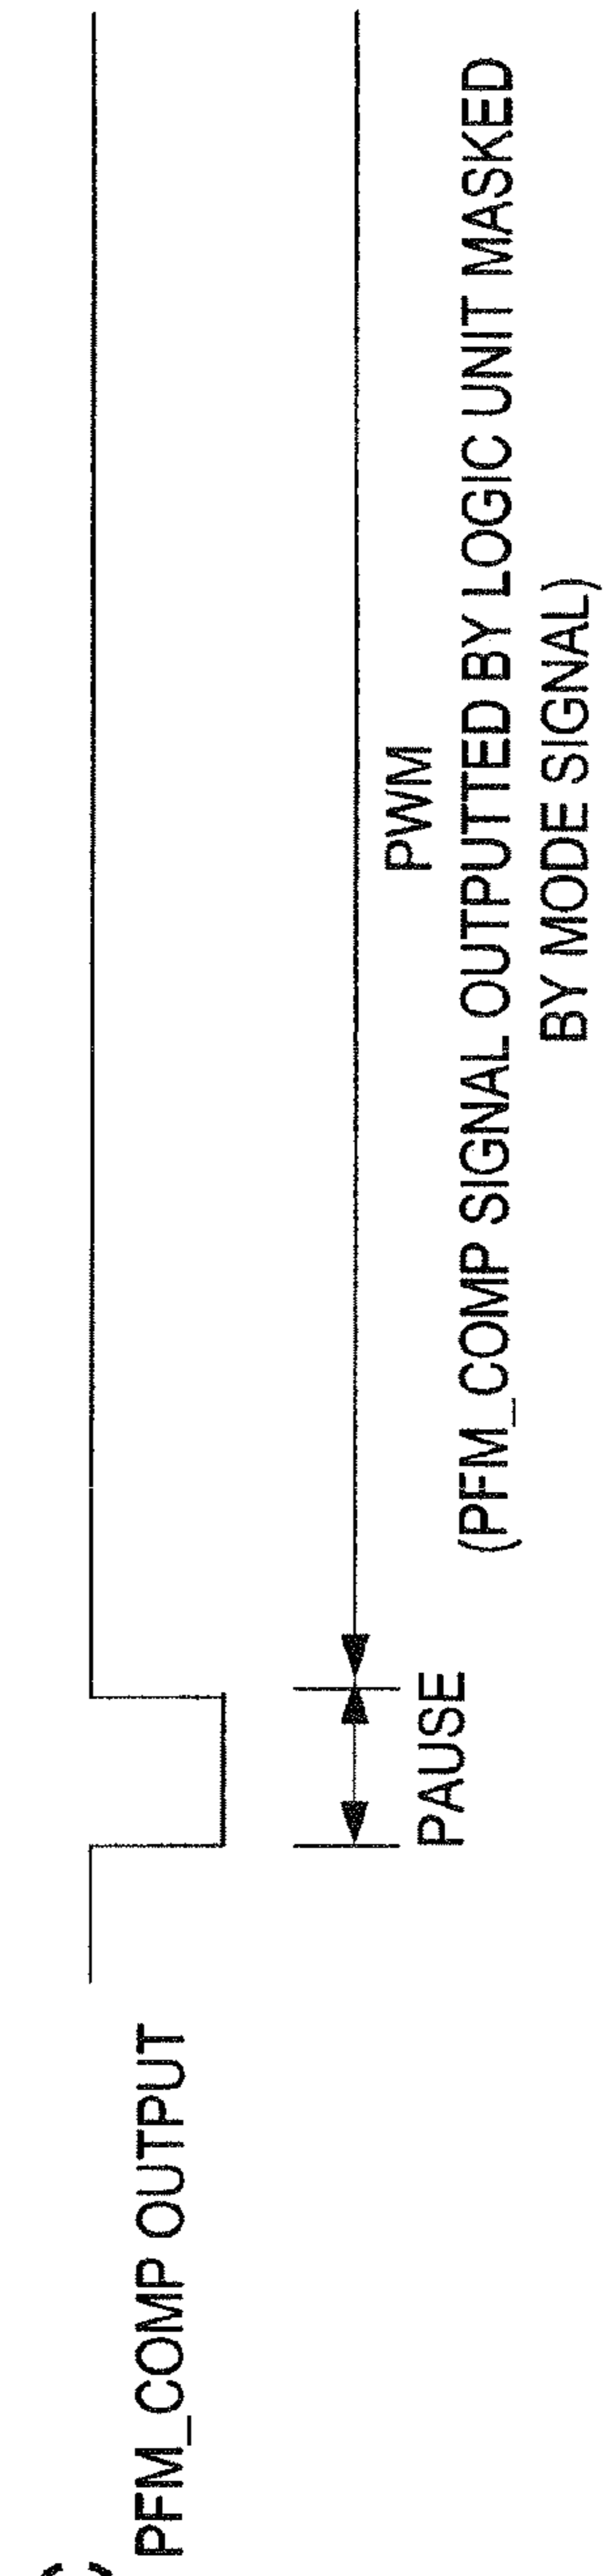 PFM_COMP OUTPUT
PAUSE
PWM
(PFM_COMP SIGNAL OUTPUTTED BY LOGIC UNIT MASKED
BY MODE SIGNAL)